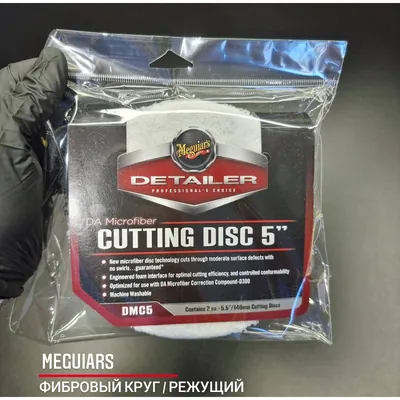 Meguiar's
DETAILER
PROFESSIONAL'S CHOICE
DA Microfiber
CUTTING DISC 5”
• New microfiber disc technology cuts through moderate surface defects with
no swirls...guaranteed*
• Engineered foam interface for optimal cutting efficiency, and controlled conformability
• Optimized for use with DA Microfiber Correction Compound-D300
• Machine Washable
DMC5
Contains 2 pz. - 5.5"/140mm Cutting Discs
MEGUIARS
ФИБРОВЫЙ КРУГ / РЕЖУЩИЙ